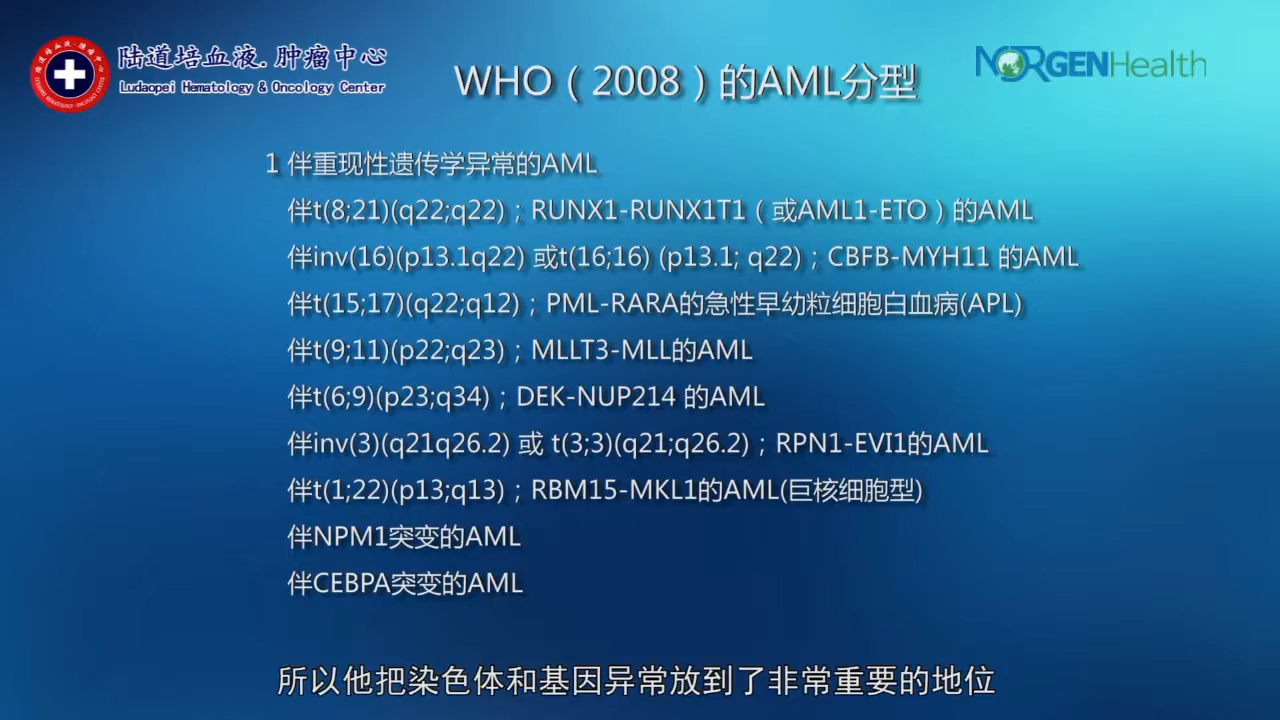 陆道培血液.肿瘤中心
Ludaopei Hematology & Oncology Center
NORGENHealth
WHO（2008）的AML分型
1 伴重现性遗传学异常的AML
伴t(8;21)(q22;q22)；RUNX1-RUNX1T1（或AML1-ETO）的AML
伴inv(16)(p13.1q22) 或t(16;16) (p13.1; q22)；CBFB-MYH11 的AML
伴t(15;17)(q22;q12)；PML-RARA的急性早幼粒细胞白血病(APL)
伴t(9;11)(p22;q23)；MLLT3-MLL的AML
伴t(6;9)(p23;q34)；DEK-NUP214 的AML
伴inv(3)(q21q26.2) 或 t(3;3)(q21;q26.2)；RPN1-EVI1的AML
伴t(1;22)(p13;q13)；RBM15-MKL1的AML(巨核细胞型)
伴NPM1突变的AML
伴CEBPA突变的AML
所以他把染色体和基因异常放到了非常重要的地位